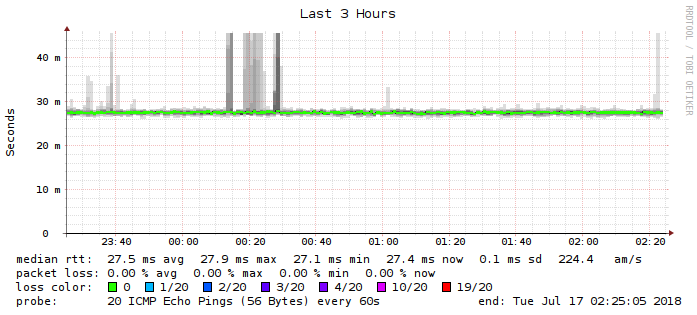 Last 3 Hours
RRDTOOL / TOBI OETIKER
Seconds
40 m
30 m
20 m
10 m
0
23:40 00:00 00:20 00:40 01:00 01:20 01:40 02:00 02:20
median rtt: 27.5 ms avg 27.9 ms max 27.1 ms min 27.4 ms now 0.1 ms sd 224.4 am/s
packet loss: 0.00 % avg 0.00 % max 0.00 % min 0.00 % now
loss color: 0 1/20 2/20 3/20 4/20 10/20 19/20
probe: 20 ICMP Echo Pings (56 Bytes) every 60s end: Tue Jul 17 02:25:05 2018